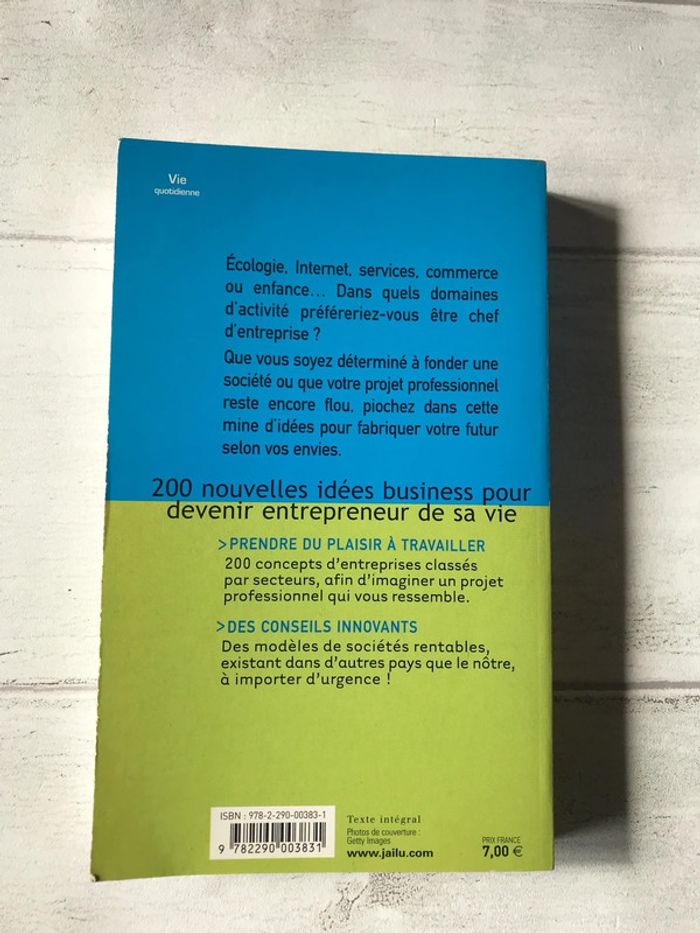 Vie
quotidienne
Écologie, Internet, services, commerce
ou enfance... Dans quels domaines
d'activité préféreriez-vous être chef
d'entreprise ?
Que vous soyez déterminé à fonder une
société ou que votre projet professionnel
reste encore flou, piochez dans cette
mine d'idées pour fabriquer votre futur
selon vos envies.
200 nouvelles idées business pour
devenir entrepreneur de sa vie
>PRENDRE DU PLAISIR À TRAVAILLER
200 concepts d'entreprises classés
par secteurs, afin d'imaginer un projet
professionnel qui vous ressemble.
>DES CONSEILS INNOVANTS
Des modèles de sociétés rentables,
existant dans d'autres pays que le nôtre,
à importer d'urgence !
ISBN : 978-2-290-00383-1
9 782290 003831
Texte intégral
Photos de couverture :
Getty Images
www.jailu.com
PRIX FRANCE
7,00 €